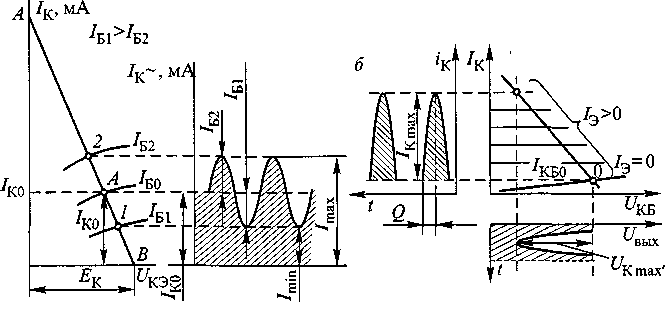 A
I_К, мА
I_Б1>I_Б2
I_К~, мА
I_Б2
I_Б1
2
I_Б2
I_К0
A
I_Б0
I_К0
1
I_Б1
B
E_К
U_КЭ
I_К0
I_min
I_max
б
i_К
I_К
I_К max
I_Э>0
I_КБ0
0
I_Э=0
t
Q
U_КБ
U_вых
U_К max'
t